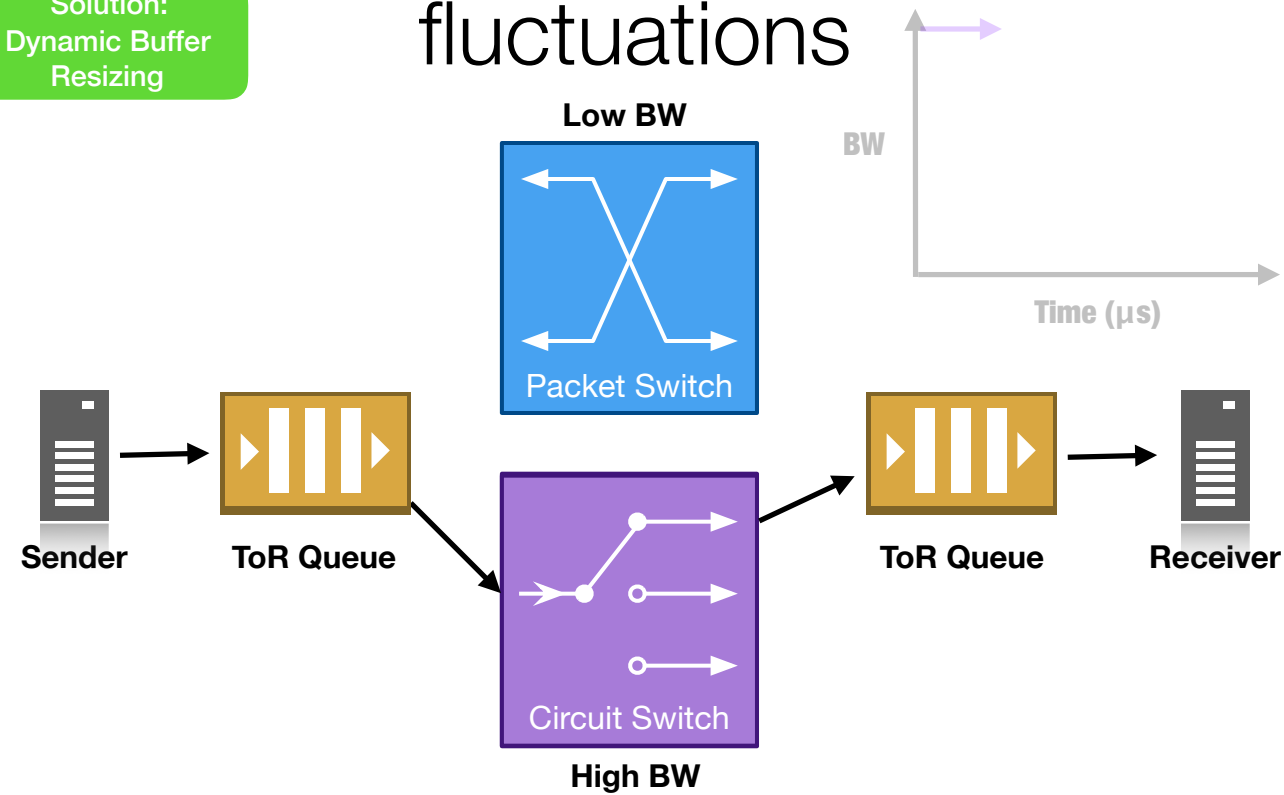 Solution:
Dynamic Buffer
Resizing
fluctuations
Low BW
BW
Time (μs)
Packet Switch
Sender
ToR Queue
ToR Queue
Receiver
Circuit Switch
High BW